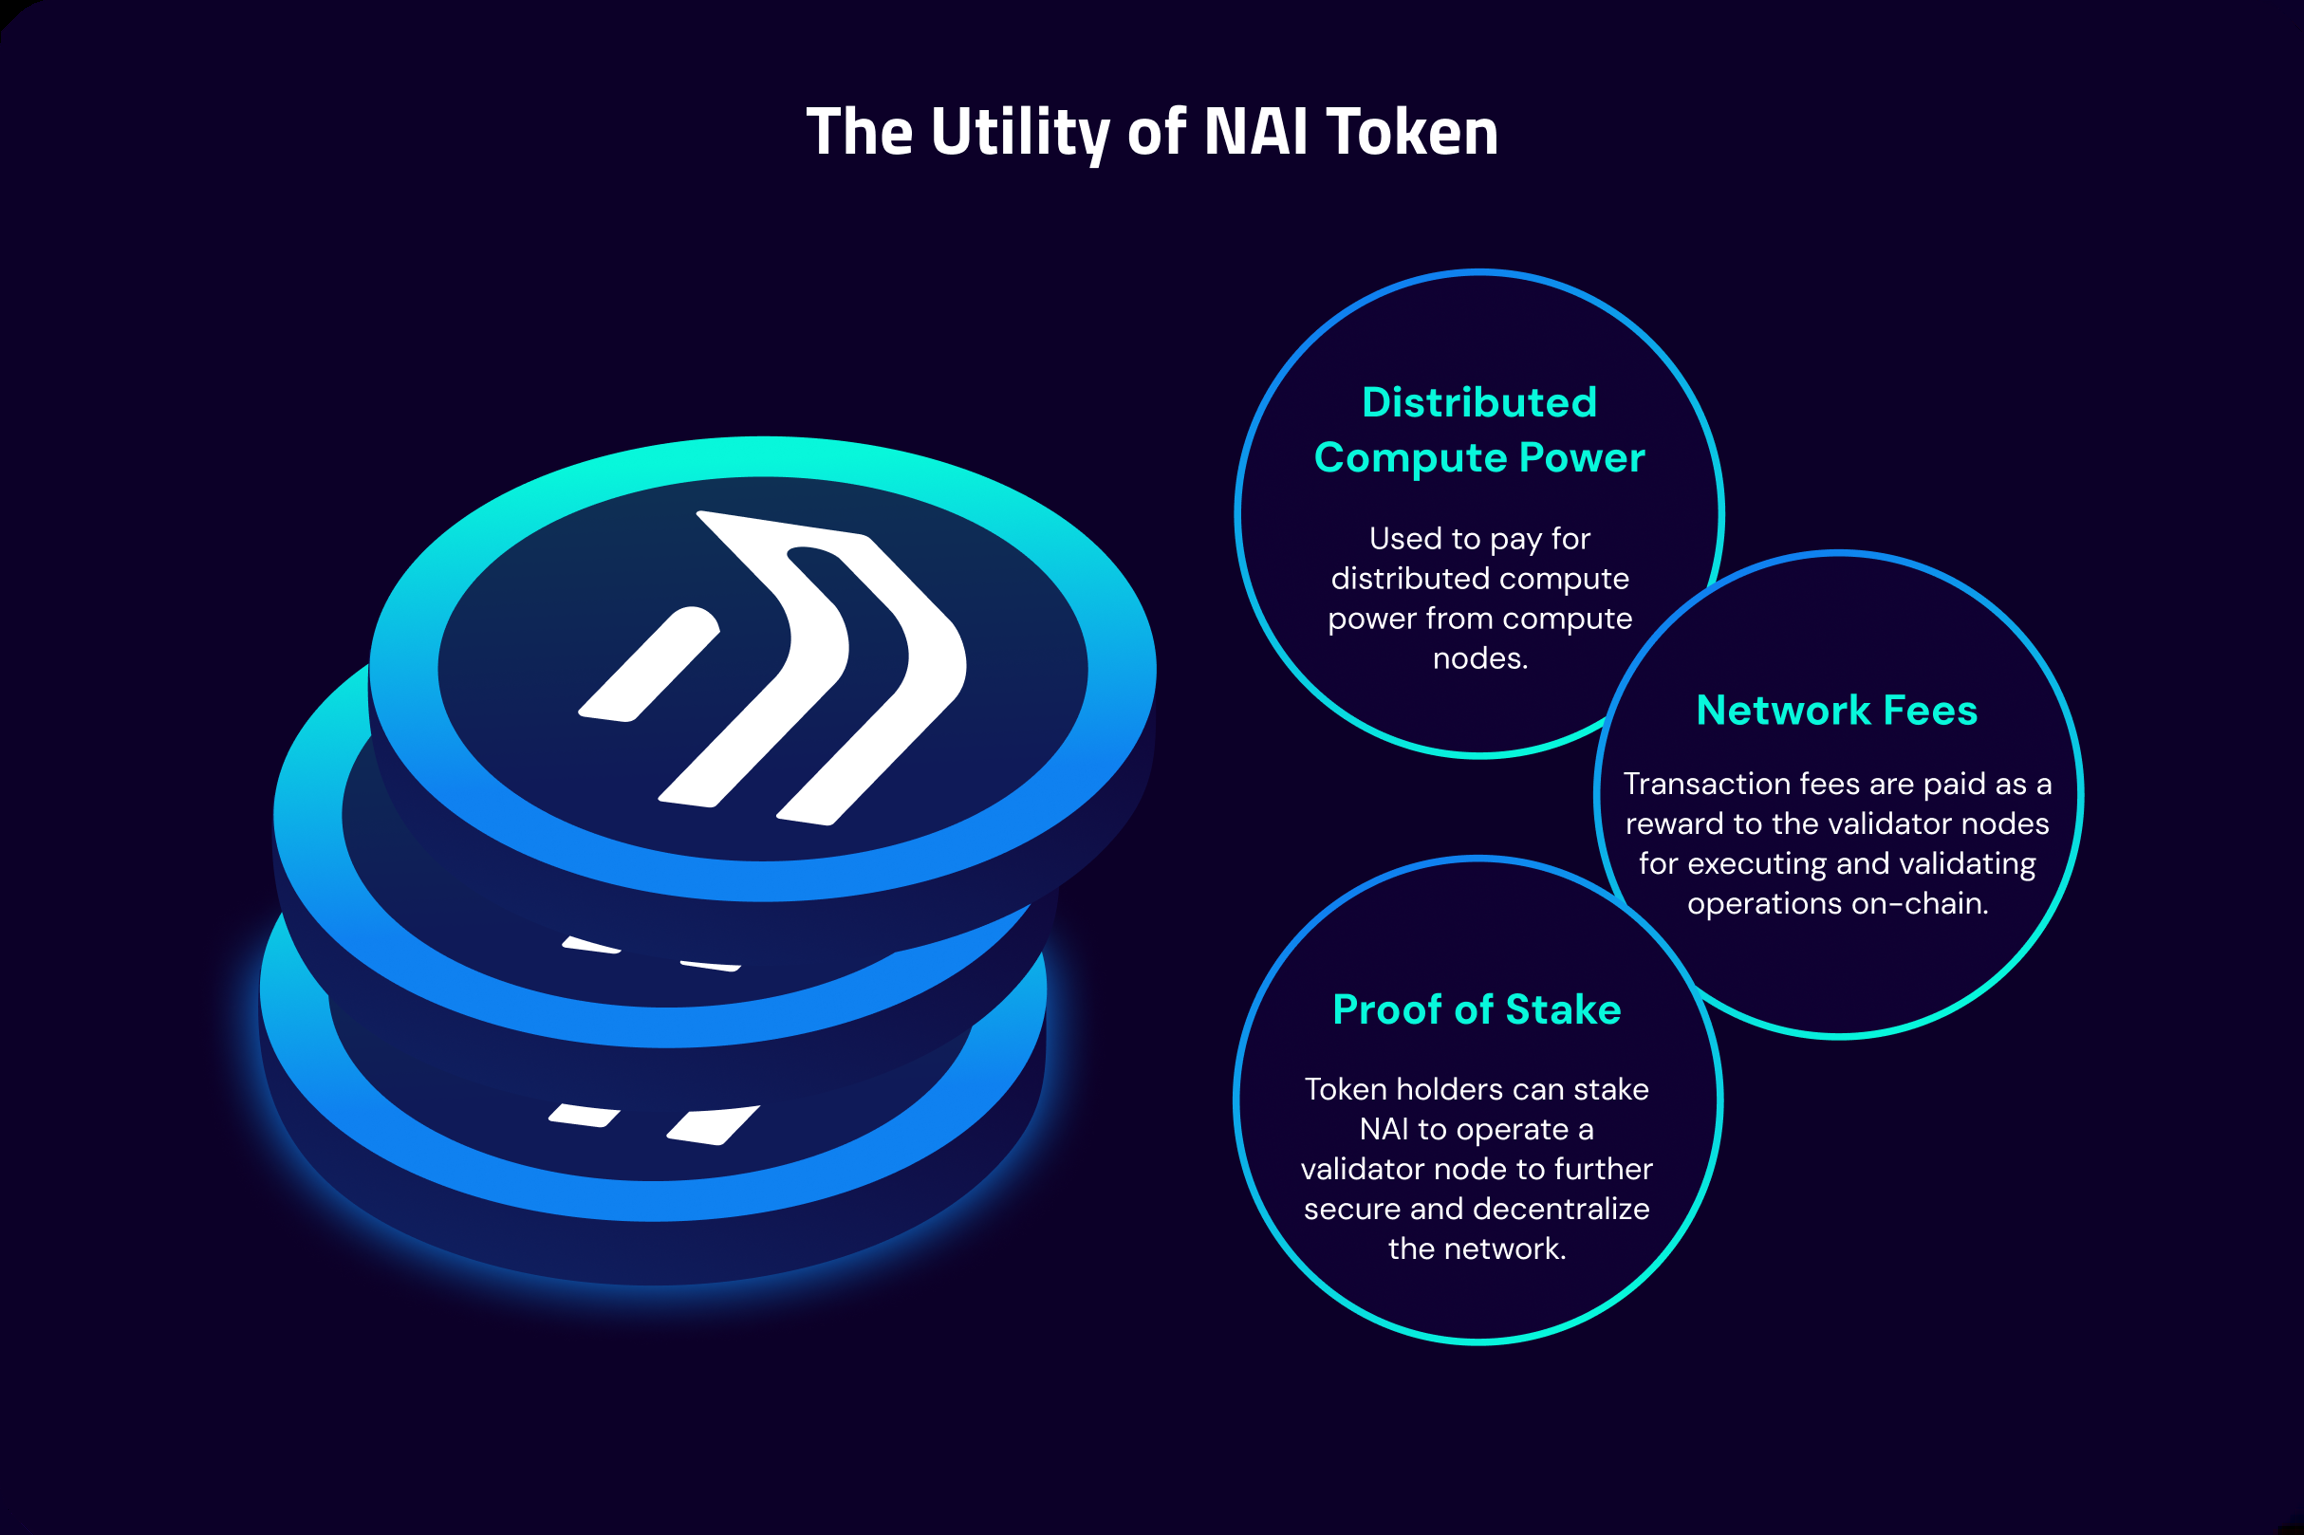 The Utility of NAI Token
Distributed
Compute Power
Used to pay for
distributed compute
power from compute
nodes.
Network Fees
Transaction fees are paid as a
reward to the validator nodes
for executing and validating
operations on-chain.
Proof of Stake
Token holders can stake
NAI to operate a
validator node to further
secure and decentralize
the network.